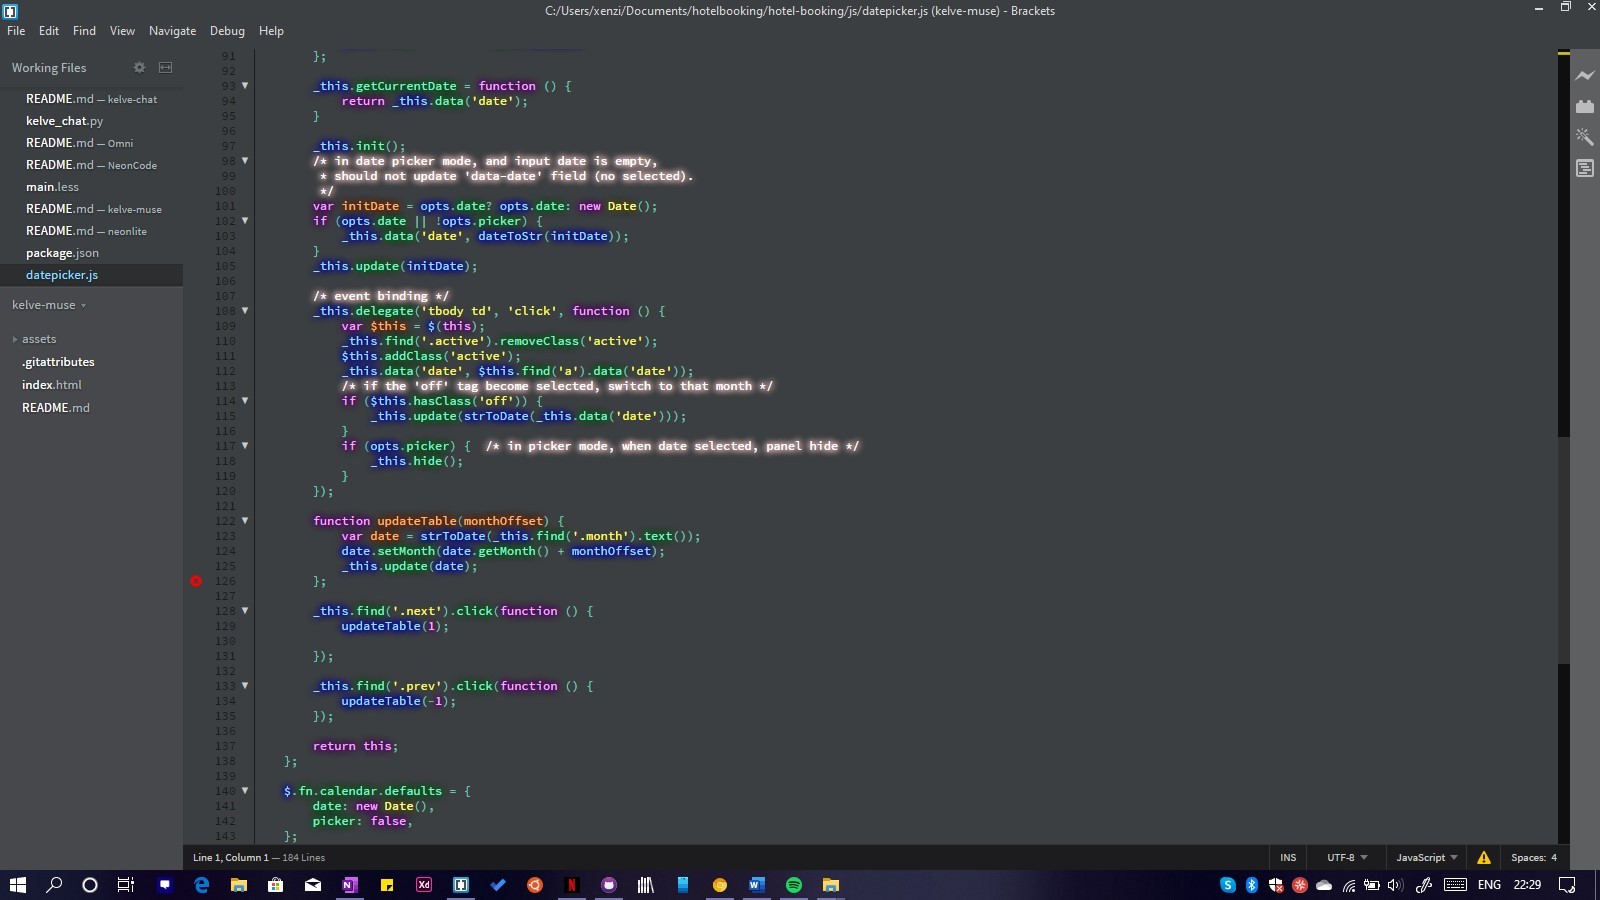 C:/Users/xenzi/Documents/hotelbooking/hotel-booking/js/datepicker.js (kelve-muse) - Brackets
File Edit Find View Navigate Debug Help
Working Files
README.md — kelve-chat
kelve_chat.py
README.md — Omni
README.md — NeonCode
main.less
README.md — kelve-muse
README.md — neonlite
package.json
datepicker.js
kelve-muse
assets
.gitattributes
index.html
README.md
91 };
92
93 _this.getCurrentDate = function () {
94 return _this.data('date');
95 }
96
97 _this.init();
98 /* in date picker mode, and input date is empty,
99 * should not update 'data-date' field (no selected).
100 */
101 var initDate = opts.date? opts.date: new Date();
102 if (opts.date || !opts.picker) {
103 _this.data('date', dateToStr(initDate));
104 }
105 _this.update(initDate);
106
107 /* event binding */
108 _this.delegate('tbody td', 'click', function () {
109 var $this = $(this);
110 _this.find('.active').removeClass('active');
111 $this.addClass('active');
112 _this.data('date', $this.find('a').data('date'));
113 /* if the 'off' tag become selected, switch to that month */
114 if ($this.hasClass('off')) {
115 _this.update(strToDate(_this.data('date')));
116 }
117 if (opts.picker) { /* in picker mode, when date selected, panel hide */
118 _this.hide();
119 }
120 });
121
122 function updateTable(monthOffset) {
123 var date = strToDate(_this.find('.month').text());
124 date.setMonth(date.getMonth() + monthOffset);
125 _this.update(date);
126 };
127
128 _this.find('.next').click(function () {
129 updateTable(1);
130
131 });
132
133 _this.find('.prev').click(function () {
134 updateTable(-1);
135 });
136
137 return this;
138 };
139
140 $.fn.calendar.defaults = {
141 date: new Date(),
142 picker: false,
143 };
Line 1, Column 1 — 184 Lines
INS UTF-8 JavaScript Spaces: 4
ENG 22:29